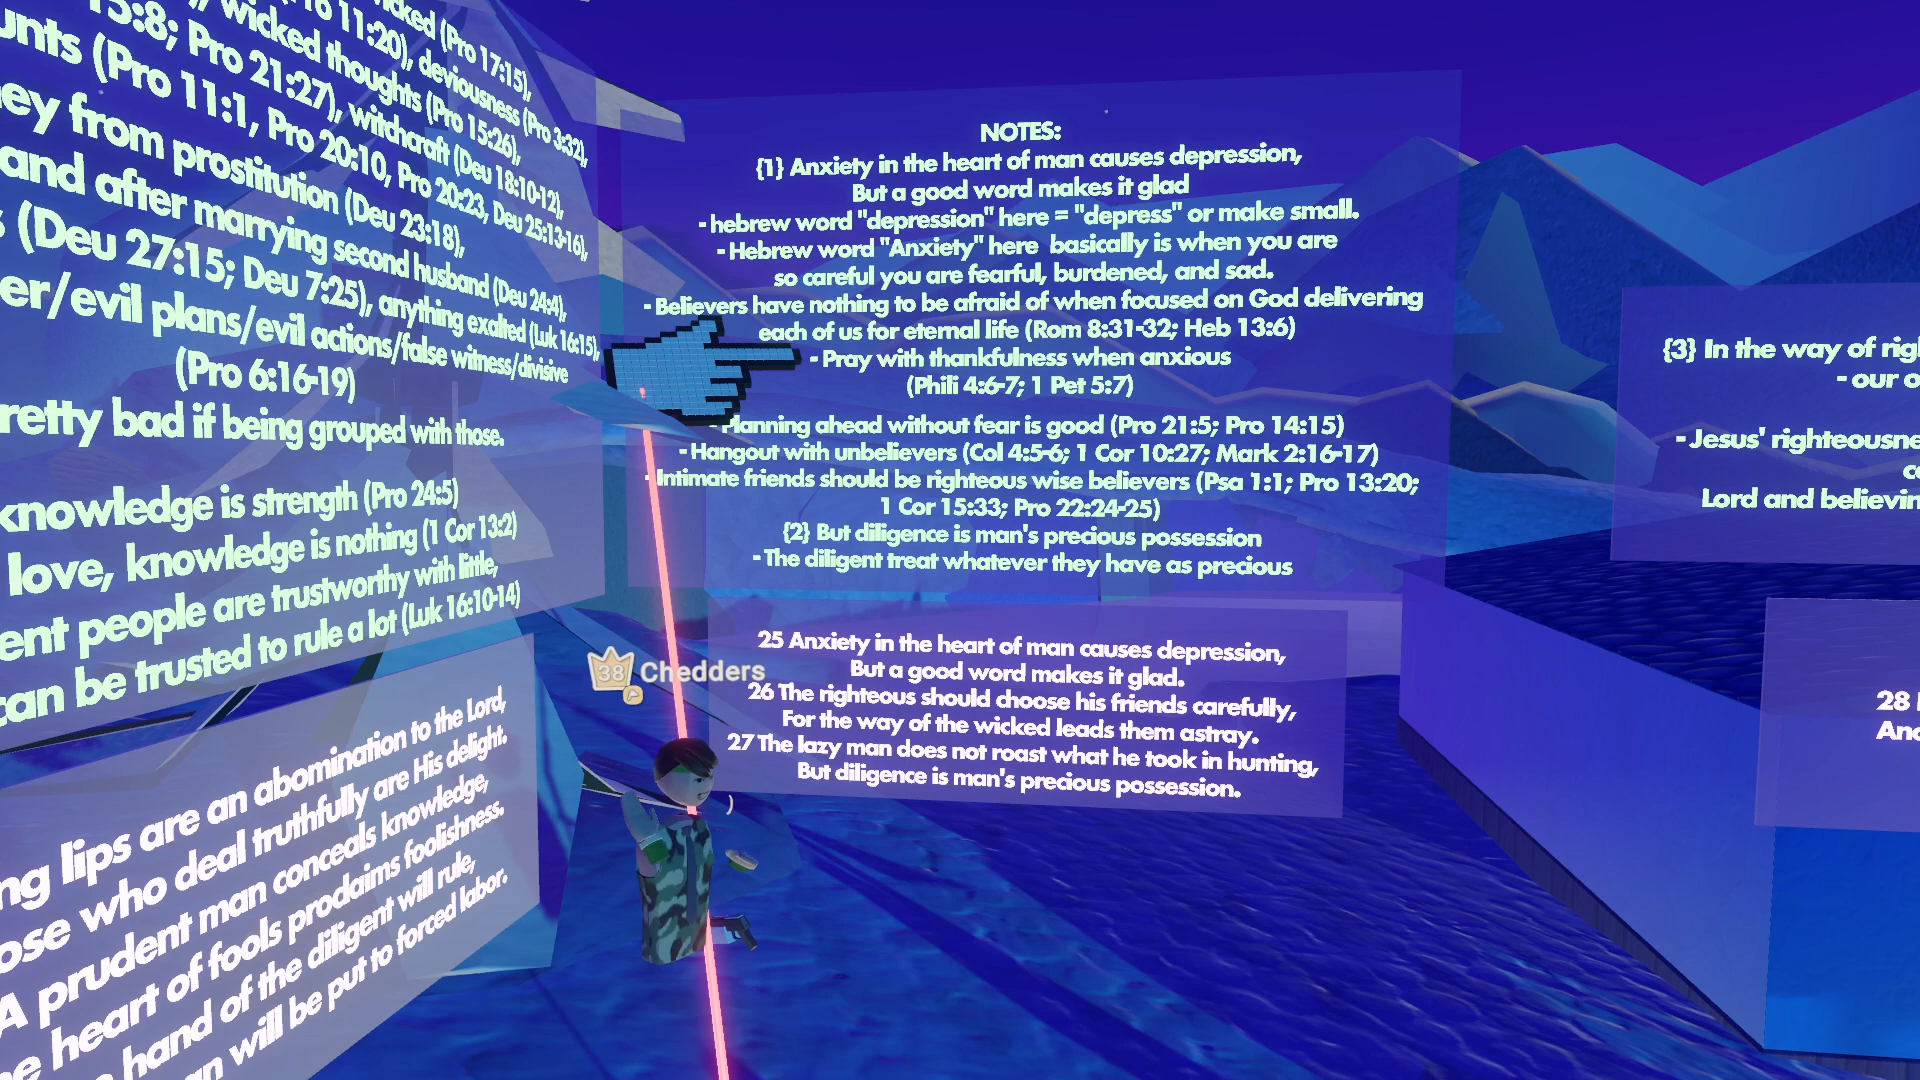 wicked (Pro 17:15),
11:20), deviousness (Pro 3:32),
wicked thoughts (Pro 15:26),
15:8; Pro 21:27), witchcraft (Deu 18:10-12),
(Pro 11:1, Pro 20:10, Pro 20:23, Deu 25:13-16),
from prostitution (Deu 23:18),
and after marrying second husband (Deu 24:4),
(Deu 27:15; Deu 7:25), anything exalted (Luk 16:15),
er/evil plans/evil actions/false witness/divisive
(Pro 6:16-19)
retty bad if being grouped with those.
knowledge is strength (Pro 24:5)
love, knowledge is nothing (1 Cor 13:2)
ent people are trustworthy with little,
can be trusted to rule a lot (Luk 16:10-14)
ng lips are an abomination to the Lord,
ose who deal truthfully are His delight.
A prudent man conceals knowledge,
heart of fools proclaims foolishness.
hand of the diligent will rule,
an will be put to forced labor.
NOTES:
{1} Anxiety in the heart of man causes depression,
But a good word makes it glad
- hebrew word "depression" here = "depress" or make small.
- Hebrew word "Anxiety" here basically is when you are
so careful you are fearful, burdened, and sad.
- Believers have nothing to be afraid of when focused on God delivering
each of us for eternal life (Rom 8:31-32; Heb 13:6)
- Pray with thankfulness when anxious
(Phili 4:6-7; 1 Pet 5:7)
- Planning ahead without fear is good (Pro 21:5; Pro 14:15)
- Hangout with unbelievers (Col 4:5-6; 1 Cor 10:27; Mark 2:16-17)
- Intimate friends should be righteous wise believers (Psa 1:1; Pro 13:20;
1 Cor 15:33; Pro 22:24-25)
{2} But diligence is man's precious possession
- The diligent treat whatever they have as precious
25 Anxiety in the heart of man causes depression,
But a good word makes it glad.
26 The righteous should choose his friends carefully,
For the way of the wicked leads them astray.
27 The lazy man does not roast what he took in hunting,
But diligence is man's precious possession.
38 Chedders
{3} In the way of rig
- our o
- Jesus' righteousne
Lord and believin
28